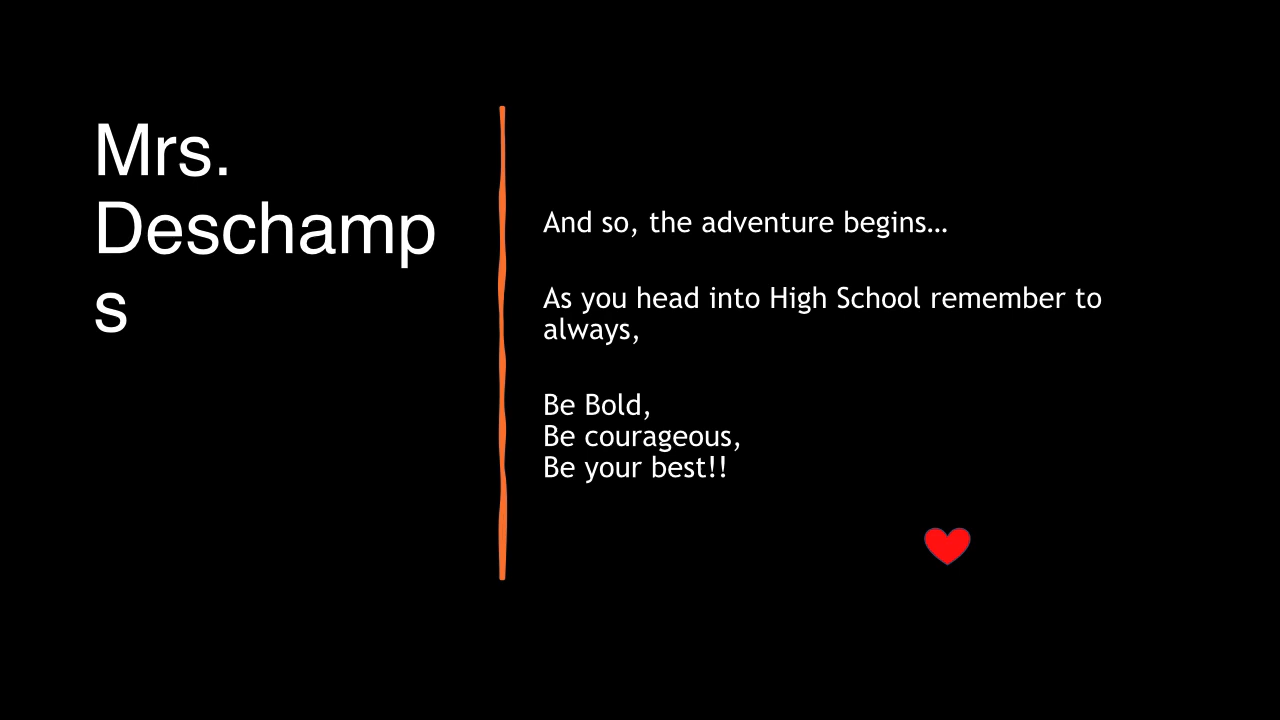 Mrs.
Deschamp
s
And so, the adventure begins…
As you head into High School remember to
always,
Be Bold,
Be courageous,
Be your best!!